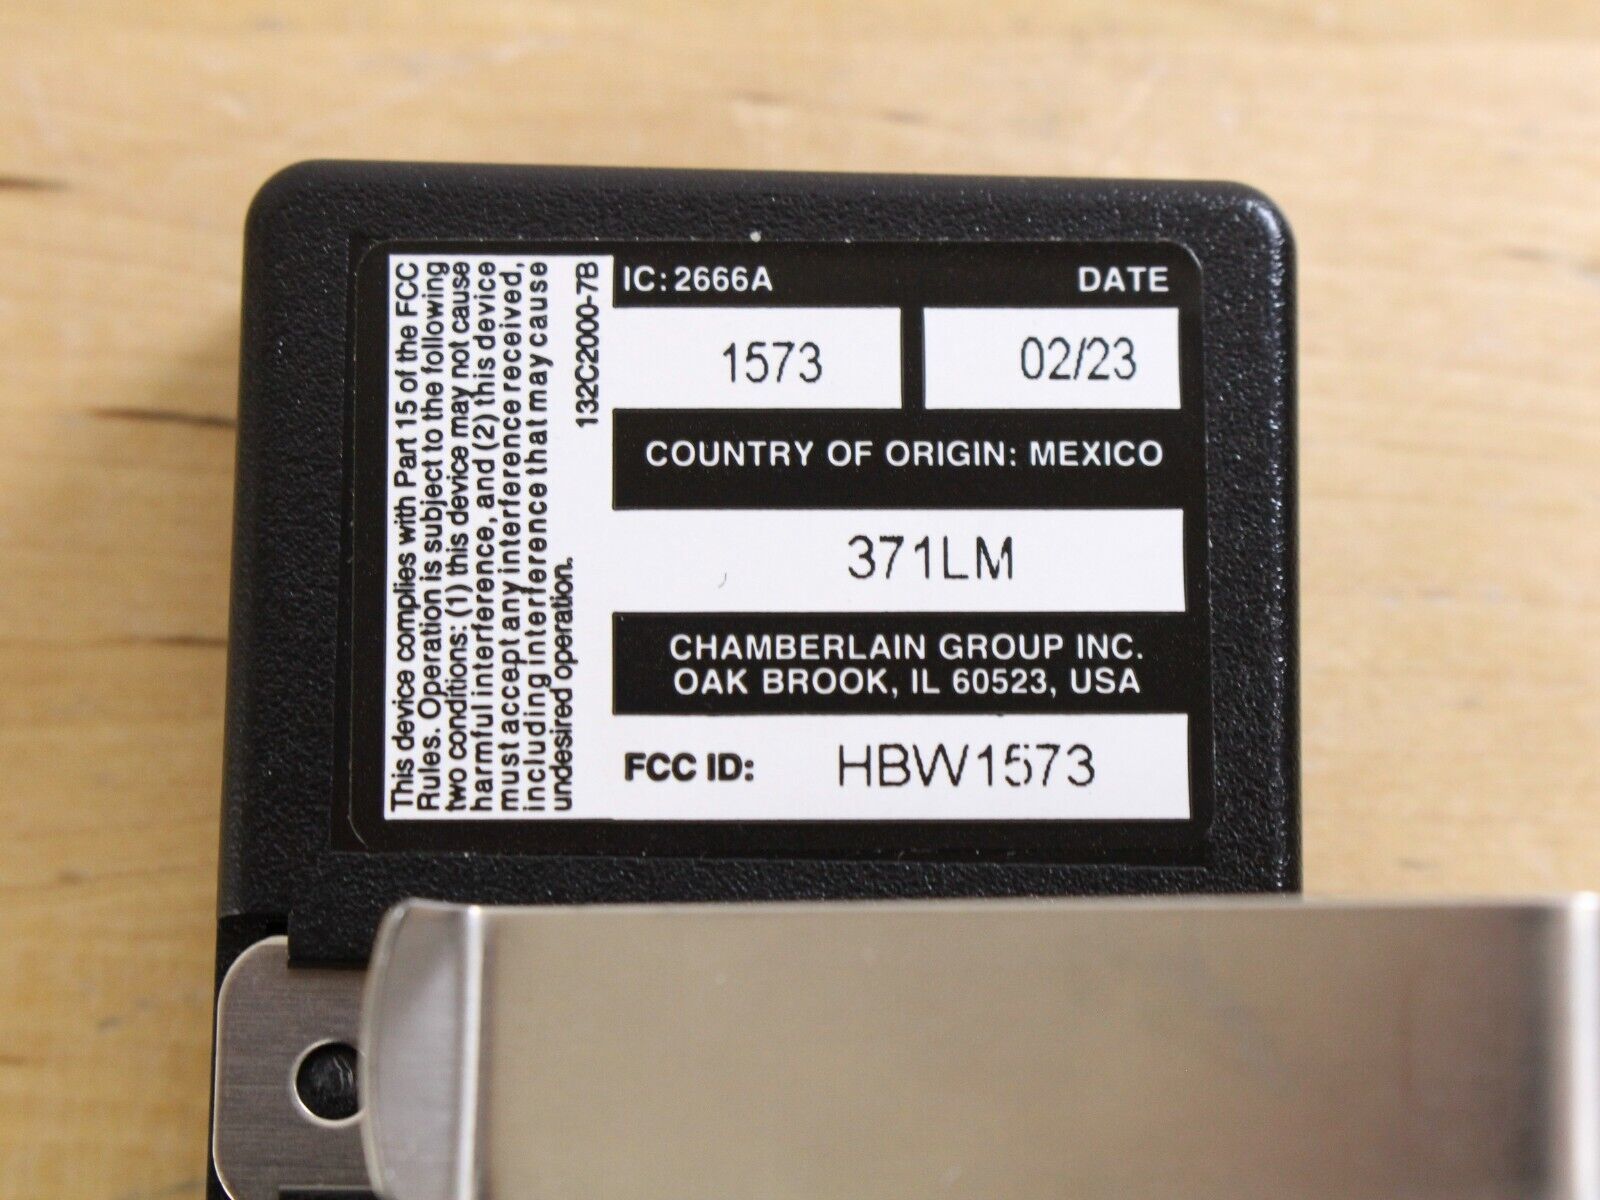 This device complies with Part 15 of the FCC
Rules. Operation is subject to the following
two conditions: (1) this device may not cause
harmful interference, and (2) this device
must accept any interference received,
including interference that may cause
undesired operation.
132C2000-7B
IC: 2666A
DATE
1573
02/23
COUNTRY OF ORIGIN: MEXICO
371LM
CHAMBERLAIN GROUP INC.
OAK BROOK, IL 60523, USA
FCC ID: HBW1573